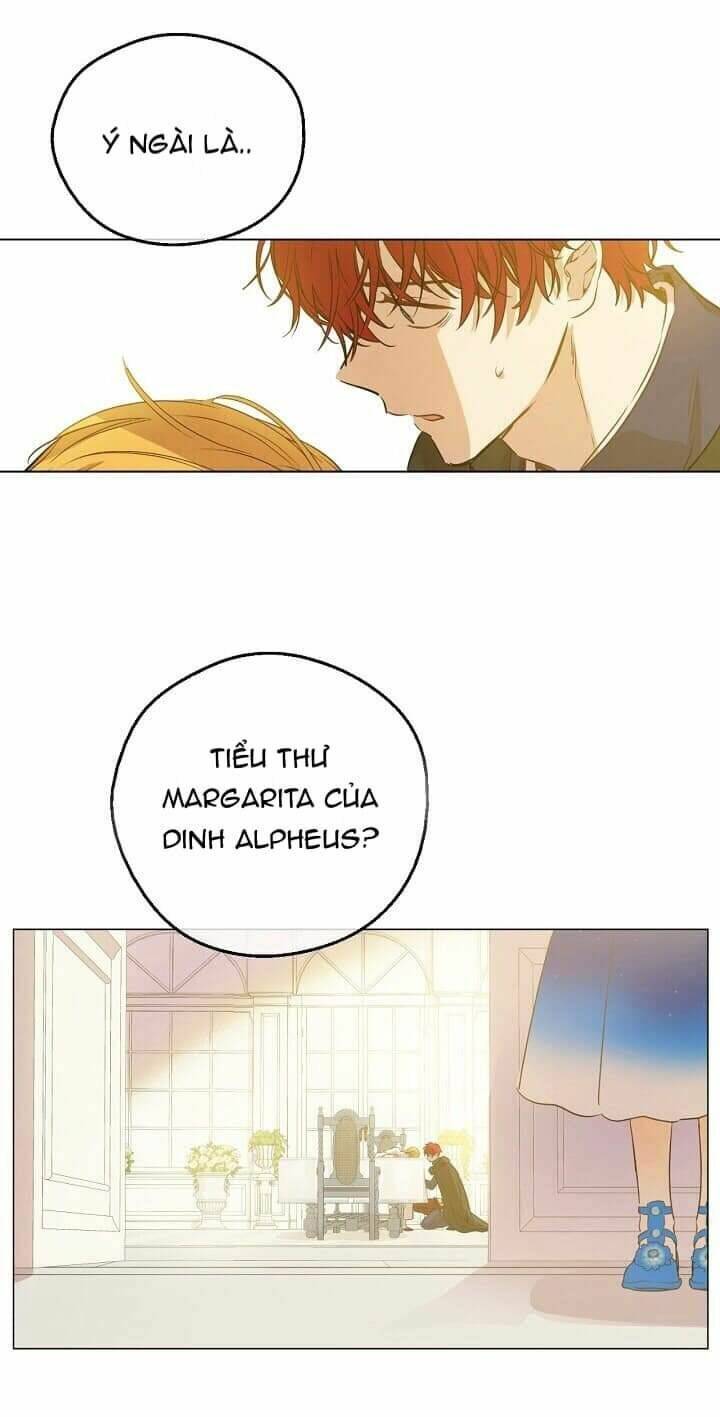 Ý NGÀI LÀ..
TIỂU THƯ
MARGARITA CỦA
DINH ALPHEUS?